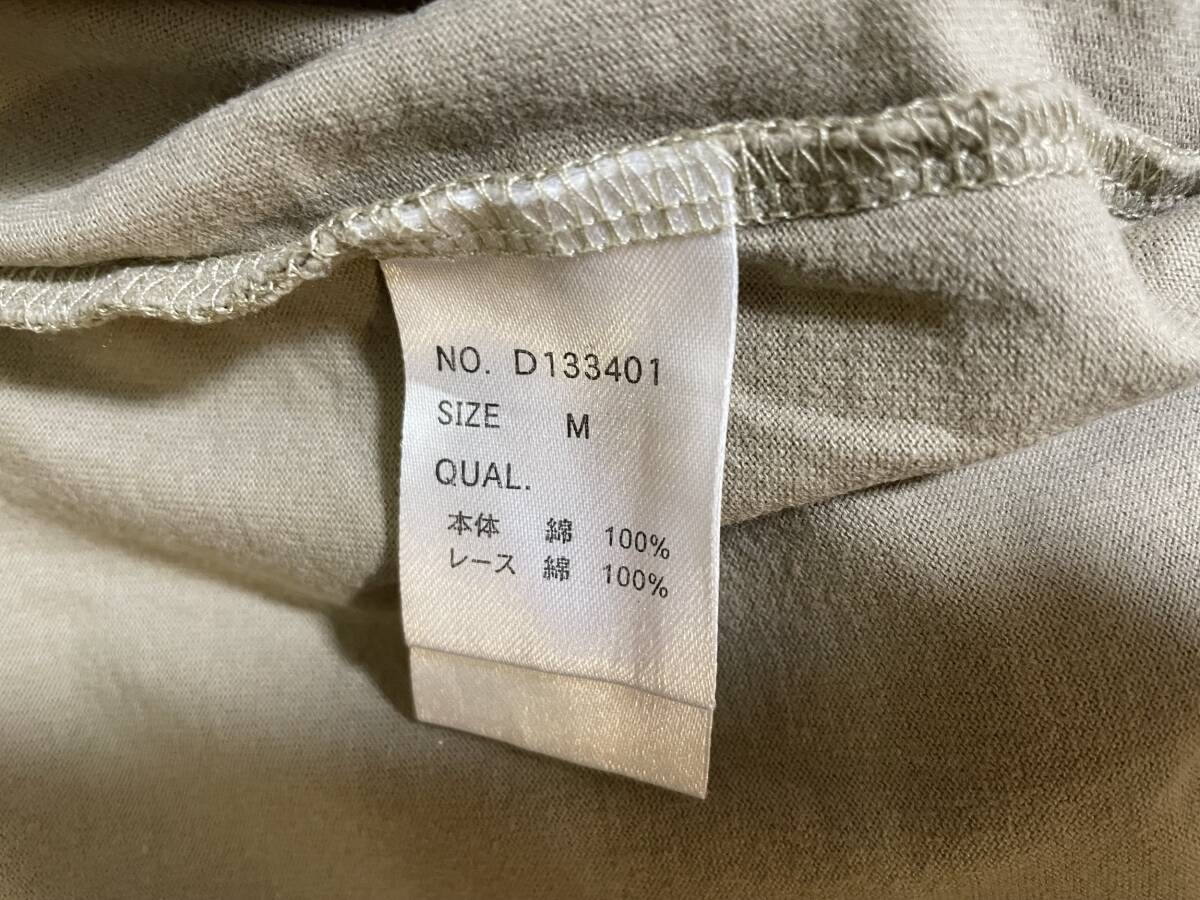 NO. D133401
SIZE M
QUAL.
本体 綿 100%
レース 綿 100%